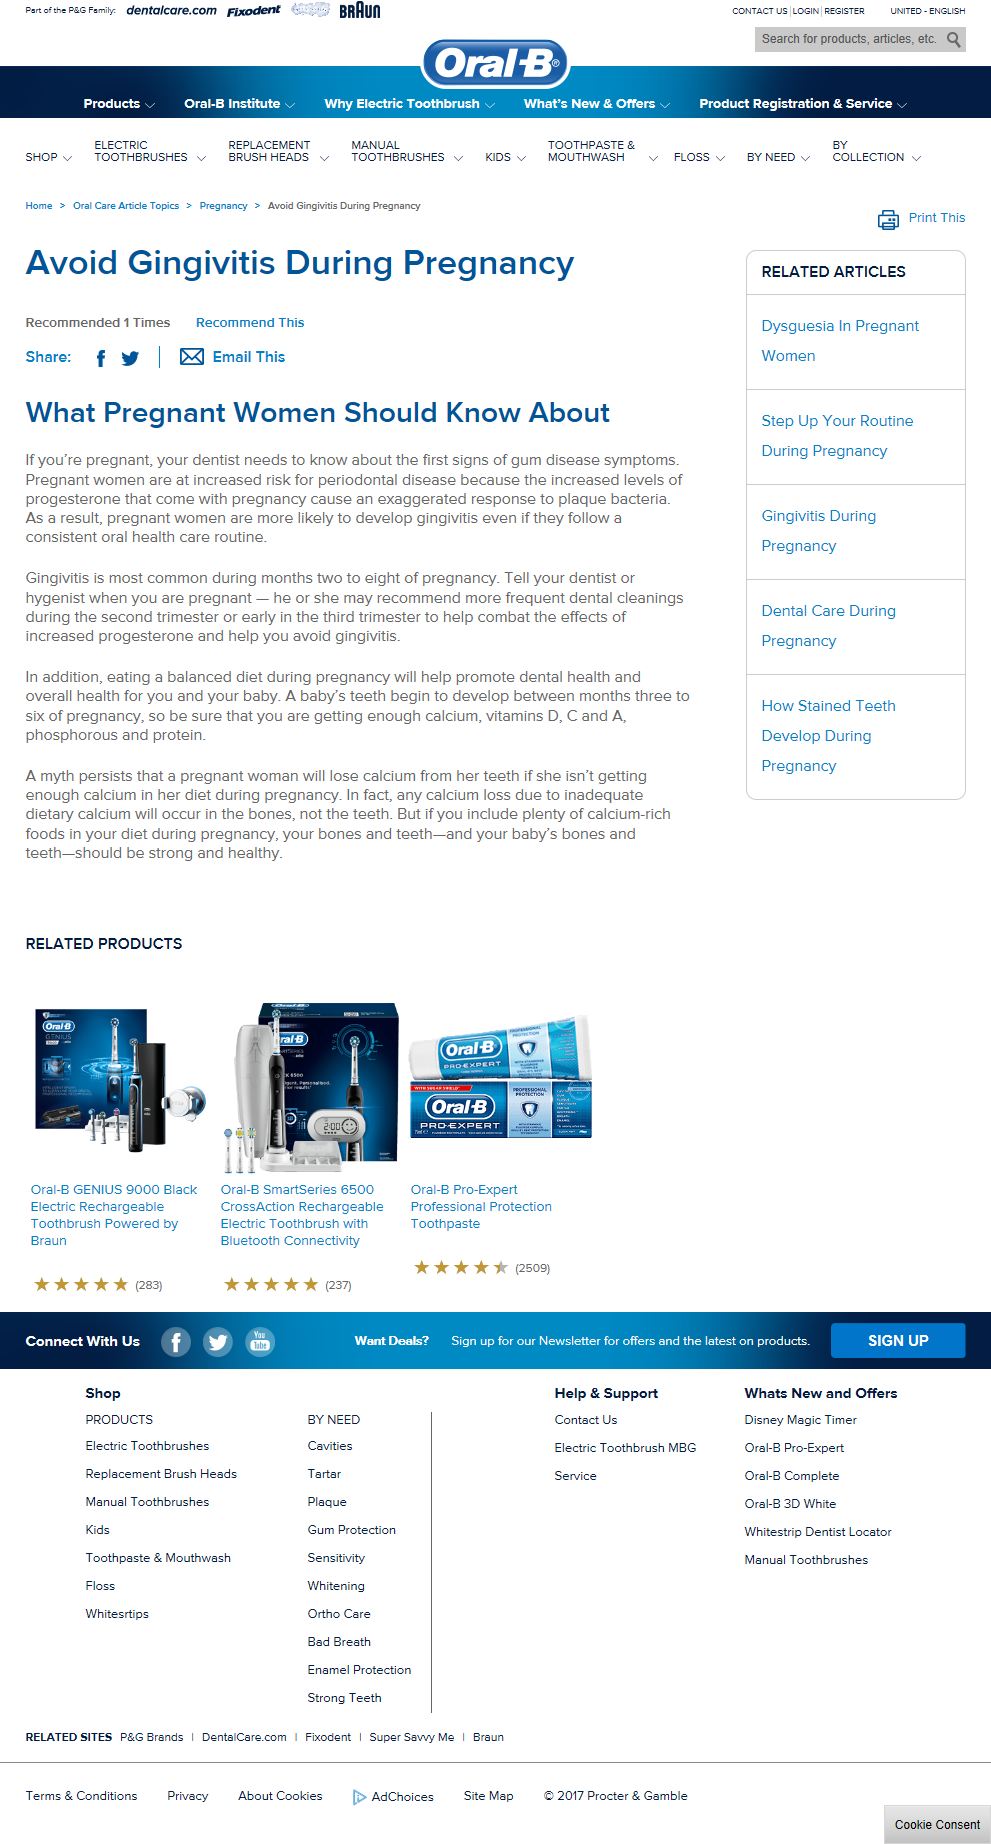 Part of the P&G Family: dentalcare.com Fixodent BRAUN
CONTACT US | LOGIN | REGISTER UNITED - ENGLISH
Search for products, articles, etc.
Oral-B®
Products Oral-B Institute Why Electric Toothbrush What's New & Offers Product Registration & Service
SHOP
ELECTRIC
TOOTHBRUSHES
REPLACEMENT
BRUSH HEADS
MANUAL
TOOTHBRUSHES
KIDS
TOOTHPASTE &
MOUTHWASH
FLOSS
BY NEED
BY
COLLECTION
Home > Oral Care Article Topics > Pregnancy > Avoid Gingivitis During Pregnancy
Print This
Avoid Gingivitis During Pregnancy
Recommended 1 Times Recommend This
Share: Email This
What Pregnant Women Should Know About
If you're pregnant, your dentist needs to know about the first signs of gum disease symptoms.
Pregnant women are at increased risk for periodontal disease because the increased levels of
progesterone that come with pregnancy cause an exaggerated response to plaque bacteria.
As a result, pregnant women are more likely to develop gingivitis even if they follow a
consistent oral health care routine.
Gingivitis is most common during months two to eight of pregnancy. Tell your dentist or
hygenist when you are pregnant — he or she may recommend more frequent dental cleanings
during the second trimester or early in the third trimester to help combat the effects of
increased progesterone and help you avoid gingivitis.
In addition, eating a balanced diet during pregnancy will help promote dental health and
overall health for you and your baby. A baby's teeth begin to develop between months three to
six of pregnancy, so be sure that you are getting enough calcium, vitamins D, C and A,
phosphorous and protein.
A myth persists that a pregnant woman will lose calcium from her teeth if she isn't getting
enough calcium in her diet during pregnancy. In fact, any calcium loss due to inadequate
dietary calcium will occur in the bones, not the teeth. But if you include plenty of calcium-rich
foods in your diet during pregnancy, your bones and teeth—and your baby's bones and
teeth—should be strong and healthy.
RELATED ARTICLES
Dysguesia In Pregnant
Women
Step Up Your Routine
During Pregnancy
Gingivitis During
Pregnancy
Dental Care During
Pregnancy
How Stained Teeth
Develop During
Pregnancy
RELATED PRODUCTS
Oral-B
GENIUS
Oral-B
6500
2:00
Oral-B
PRO-EXPERT
PROFESSIONAL
PROTECTION
Oral-B
PRO-EXPERT
PROFESSIONAL
PROTECTION
Oral-B GENIUS 9000 Black
Electric Rechargeable
Toothbrush Powered by
Braun
(283)
Oral-B SmartSeries 6500
CrossAction Rechargeable
Electric Toothbrush with
Bluetooth Connectivity
(237)
Oral-B Pro-Expert
Professional Protection
Toothpaste
(2509)
Connect With Us You Tube Want Deals? Sign up for our Newsletter for offers and the latest on products. SIGN UP
Shop
PRODUCTS
Electric Toothbrushes
Replacement Brush Heads
Manual Toothbrushes
Kids
Toothpaste & Mouthwash
Floss
Whitesrtips
BY NEED
Cavities
Tartar
Plaque
Gum Protection
Sensitivity
Whitening
Ortho Care
Bad Breath
Enamel Protection
Strong Teeth
Help & Support
Contact Us
Electric Toothbrush MBG
Service
Whats New and Offers
Disney Magic Timer
Oral-B Pro-Expert
Oral-B Complete
Oral-B 3D White
Whitestrip Dentist Locator
Manual Toothbrushes
RELATED SITES P&G Brands | DentalCare.com | Fixodent | Super Savvy Me | Braun
Terms & Conditions Privacy About Cookies AdChoices Site Map © 2017 Procter & Gamble
Cookie Consent